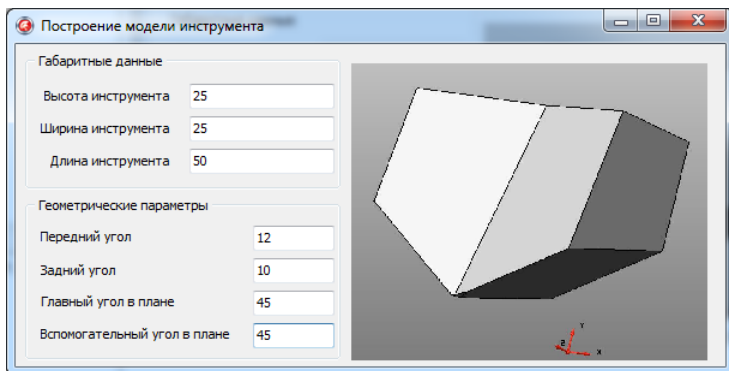 Построение модели инструмента
Габаритные данные
Высота инструмента 25
Ширина инструмента 25
Длина инструмента 50
Геометрические параметры
Передний угол 12
Задний угол 10
Главный угол в плане 45
Вспомогательный угол в плане 45
Y
Z X